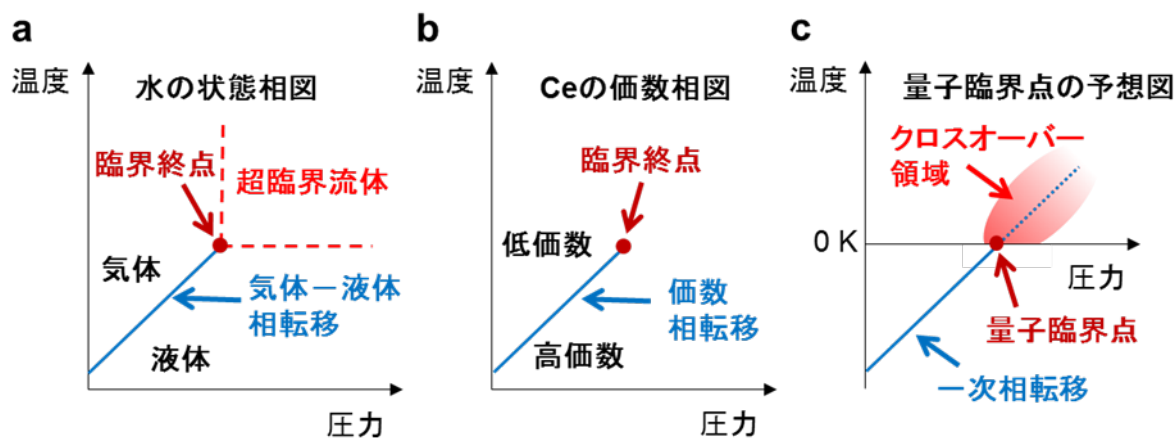 a
温度
水の状態相図
臨界終点
超臨界流体
気体
気体－液体
相転移
液体
圧力
b
温度
Ceの価数相図
臨界終点
低価数
価数
相転移
高価数
圧力
c
温度
量子臨界点の予想図
クロスオーバー
領域
0 K
圧力
量子臨界点
一次相転移